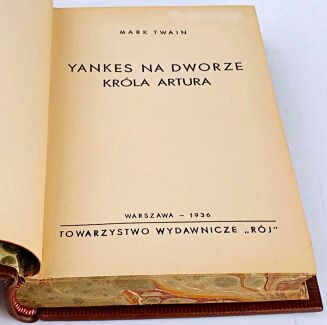 MARK TWAIN
YANKES NA DWORZE
KRÓLA ARTURA
WARSZAWA – 1936
TOWARZYSTWO WYDAWNICZE „RÓJ"